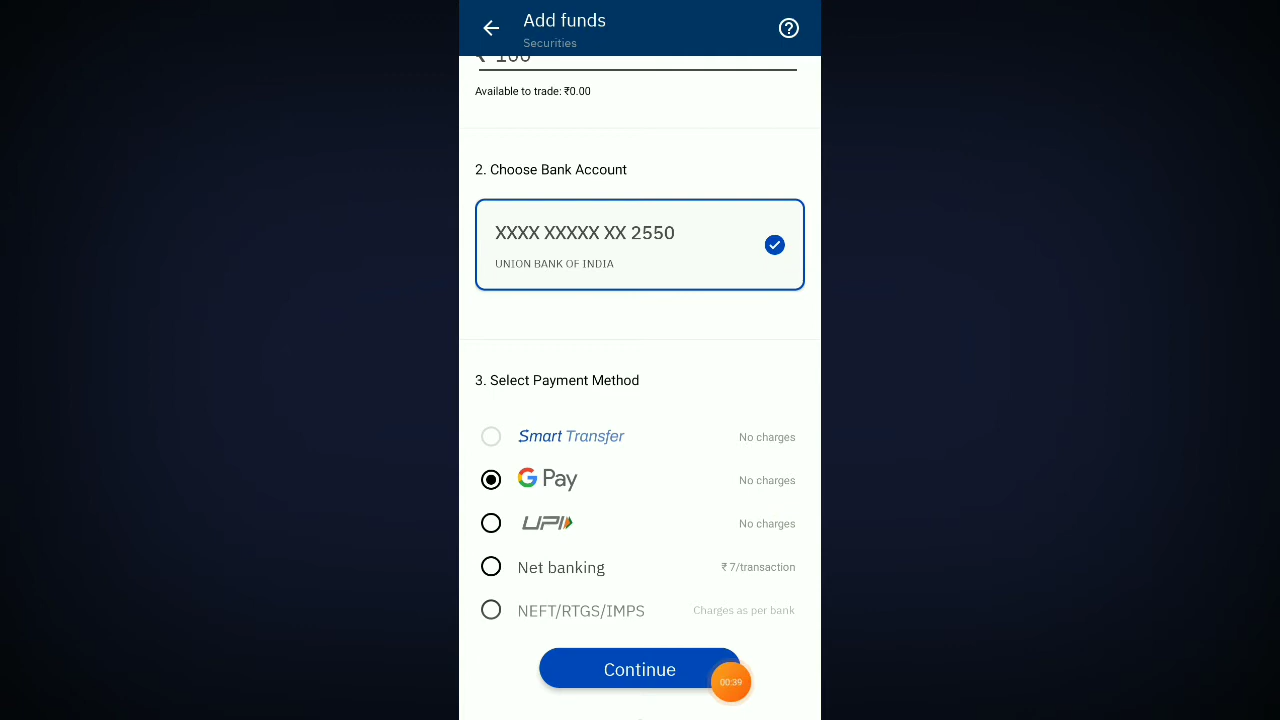 Add funds
Securities
₹ 100
Available to trade: ₹0.00
2. Choose Bank Account
XXXX XXXXX XX 2550
UNION BANK OF INDIA
3. Select Payment Method
Smart Transfer No charges
G Pay No charges
UPI No charges
Net banking ₹ 7/transaction
NEFT/RTGS/IMPS Charges as per bank
Continue
00:39